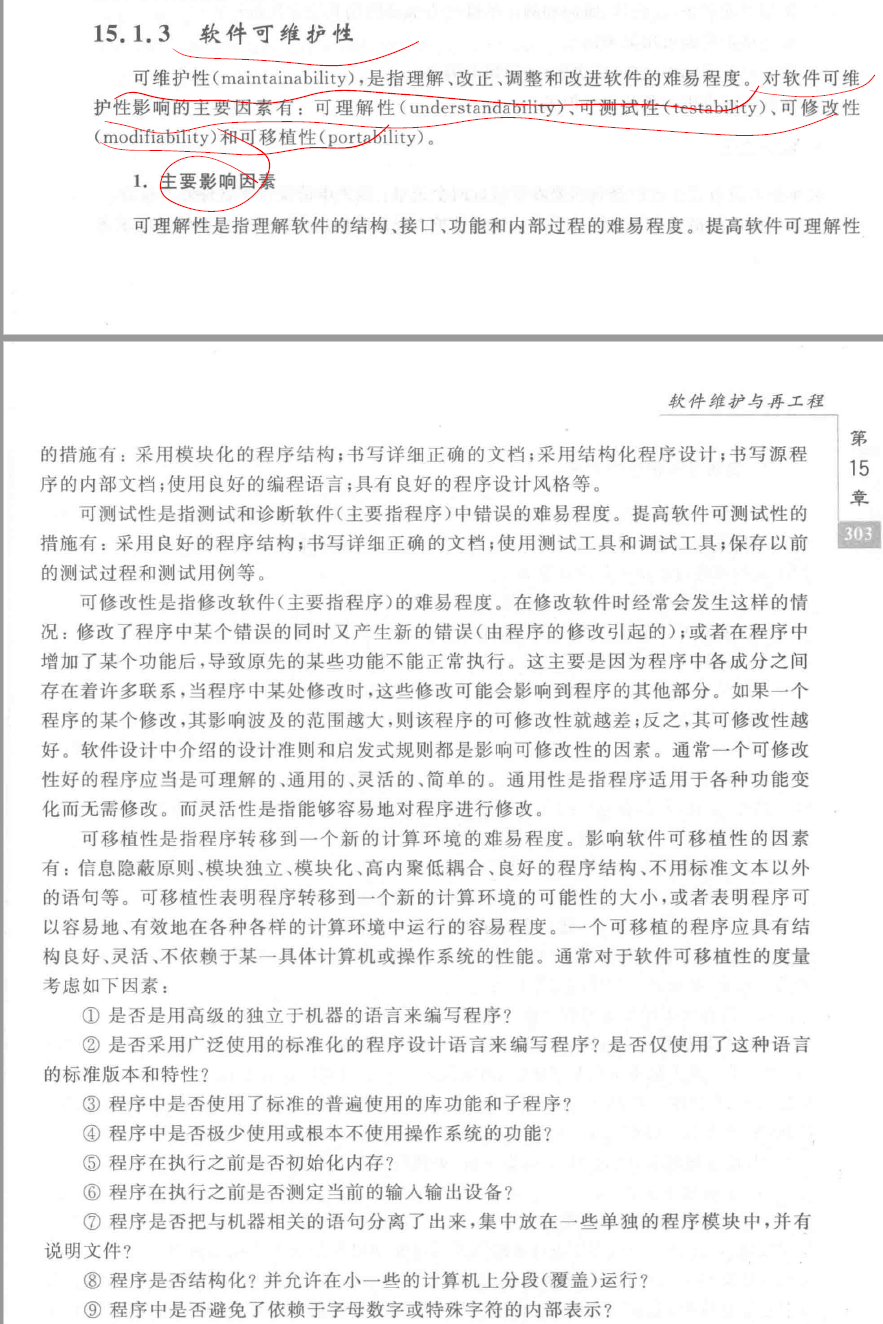 15.1.3 软件可维护性
可维护性(maintainability),是指理解、改正、调整和改进软件的难易程度。对软件可维
护性影响的主要因素有:可理解性(understandability)、可测试性(testability)、可修改性
(modifiability)和可移植性(portability)。
1. 主要影响因素
可理解性是指理解软件的结构、接口、功能和内部过程的难易程度。提高软件可理解性
软件维护与再工程
第
15
章
303
的措施有:采用模块化的程序结构;书写详细正确的文档;采用结构化程序设计;书写源程
序的内部文档;使用良好的编程语言;具有良好的程序设计风格等。
可测试性是指测试和诊断软件(主要指程序)中错误的难易程度。提高软件可测试性的
措施有:采用良好的程序结构;书写详细正确的文档;使用测试工具和调试工具;保存以前
的测试过程和测试用例等。
可修改性是指修改软件(主要指程序)的难易程度。在修改软件时经常会发生这样的情
况:修改了程序中某个错误的同时又产生新的错误(由程序的修改引起的);或者在程序中
增加了某个功能后,导致原先的某些功能不能正常执行。这主要是因为程序中各成分之间
存在着许多联系,当程序中某处修改时,这些修改可能会影响到程序的其他部分。如果一个
程序的某个修改,其影响波及的范围越大,则该程序的可修改性就越差;反之,其可修改性越
好。软件设计中介绍的设计准则和启发式规则都是影响可修改性的因素。通常一个可修改
性好的程序应当是可理解的、通用的、灵活的、简单的。通用性是指程序适用于各种功能变
化而无需修改。而灵活性是指能够容易地对程序进行修改。
可移植性是指程序转移到一个新的计算环境的难易程度。影响软件可移植性的因素
有:信息隐蔽原则、模块独立、模块化、高内聚低耦合、良好的程序结构、不用标准文本以外
的语句等。可移植性表明程序转移到一个新的计算环境的可能性的大小,或者表明程序可
以容易地、有效地在各种各样的计算环境中运行的容易程度。一个可移植的程序应具有结
构良好、灵活、不依赖于某一具体计算机或操作系统的性能。通常对于软件可移植性的度量
考虑如下因素:
① 是否是用高级的独立于机器的语言来编写程序?
② 是否采用广泛使用的标准化的程序设计语言来编写程序?是否仅使用了这种语言
的标准版本和特性?
③ 程序中是否使用了标准的普遍使用的库功能和子程序?
④ 程序中是否极少使用或根本不使用操作系统的功能?
⑤ 程序在执行之前是否初始化内存?
⑥ 程序在执行之前是否测定当前的输入输出设备?
⑦ 程序是否把与机器相关的语句分离了出来,集中放在一些单独的程序模块中,并有
说明文件?
⑧ 程序是否结构化?并允许在小一些的计算机上分段(覆盖)运行?
⑨ 程序中是否避免了依赖于字母数字或特殊字符的内部表示?